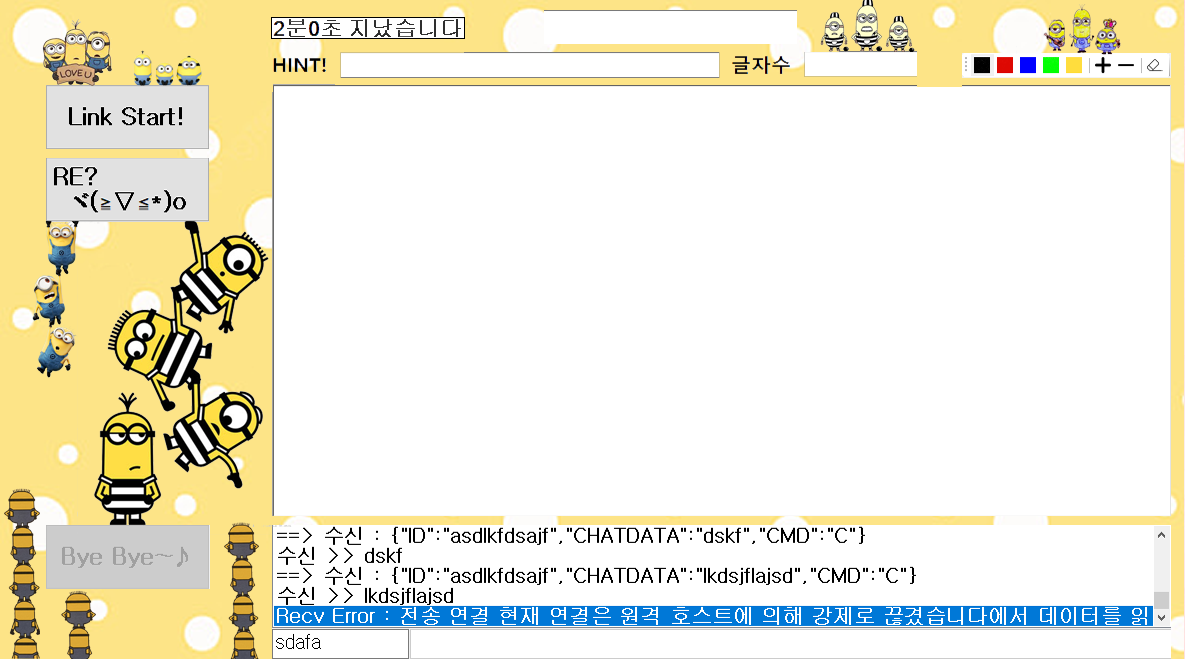 2분0초 지났습니다
HINT!
글자수
LOVE U
Link Start!
RE?
ヾ(≧▽≦*)o
Bye Bye~♪
==> 수신 : {"ID":"asdlkfdsajf","CHATDATA":"dskf","CMD":"C"}
수신 >> dskf
==> 수신 : {"ID":"asdlkfdsajf","CHATDATA":"lkdsjflajsd","CMD":"C"}
수신 >> lkdsjflajsd
Recv Error : 전송 연결 현재 연결은 원격 호스트에 의해 강제로 끊겼습니다에서 데이터를 읽
sdafa